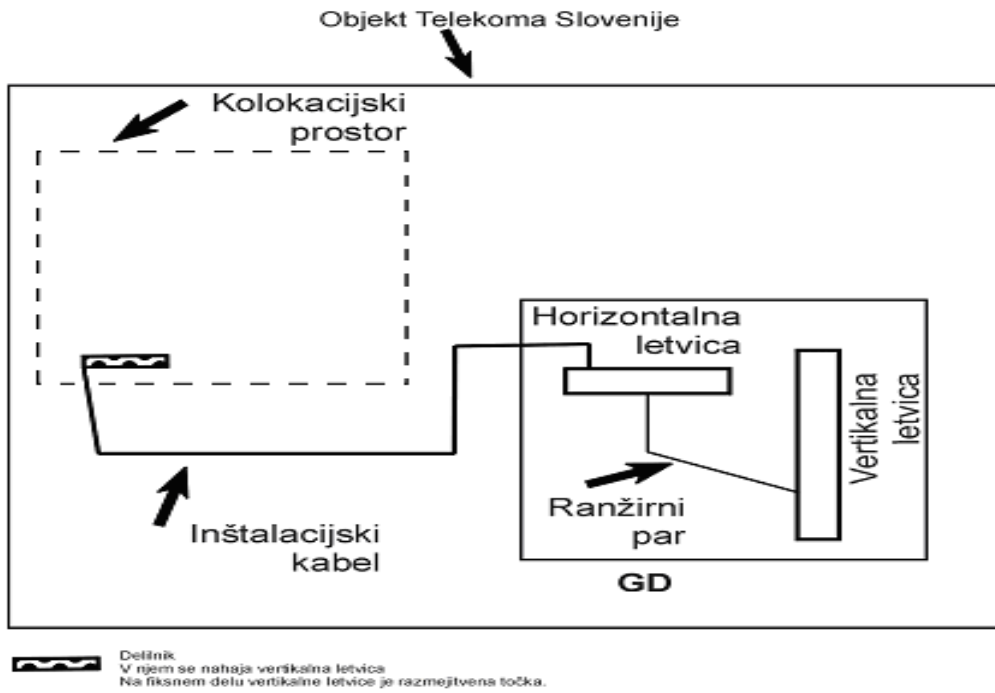 Objekt Telekoma Slovenije
Kolokacijski
prostor
Horizontalna
letvica
Vertikalna
letvica
Ranžirni
par
Inštalacijski
kabel
GD
Delilnik
V njem se nahaja vertikalna letvica
Na fiksnem delu vertikalne letvice je razmejitvena točka.